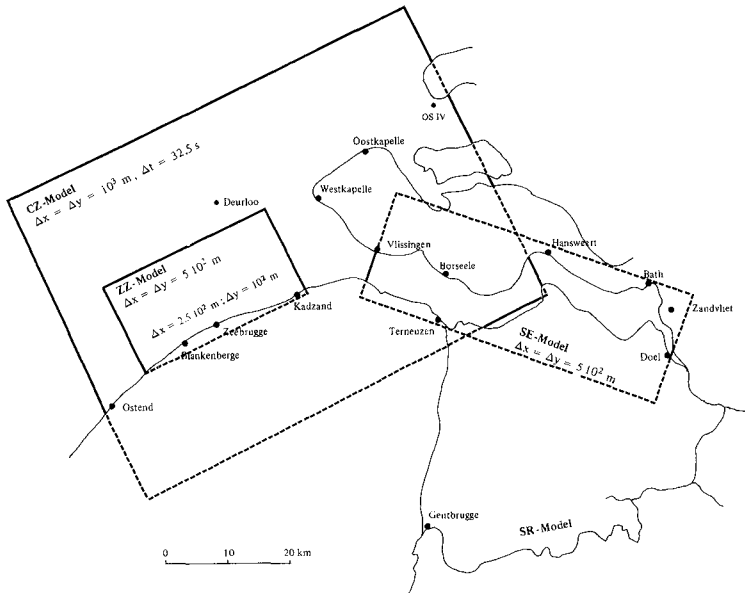 OS IV
Oostkapelle
CZ-Model
Δx = Δy = 10³ m, Δt = 32.5 s
Westkapelle
Deurloo
Vlissingen
Hansweert
ZZ-Model
Δx = Δy = 5 10² m
Borseele
Bath
Δx = 2.5 10² m; Δy = 10² m
Kadzand
Zandvliet
Zeebrugge
Terneuzen
Blankenberge
SE-Model
Δx = Δy = 5 10² m
Doel
Ostend
Gentbrugge
SR-Model
0 10 20 km